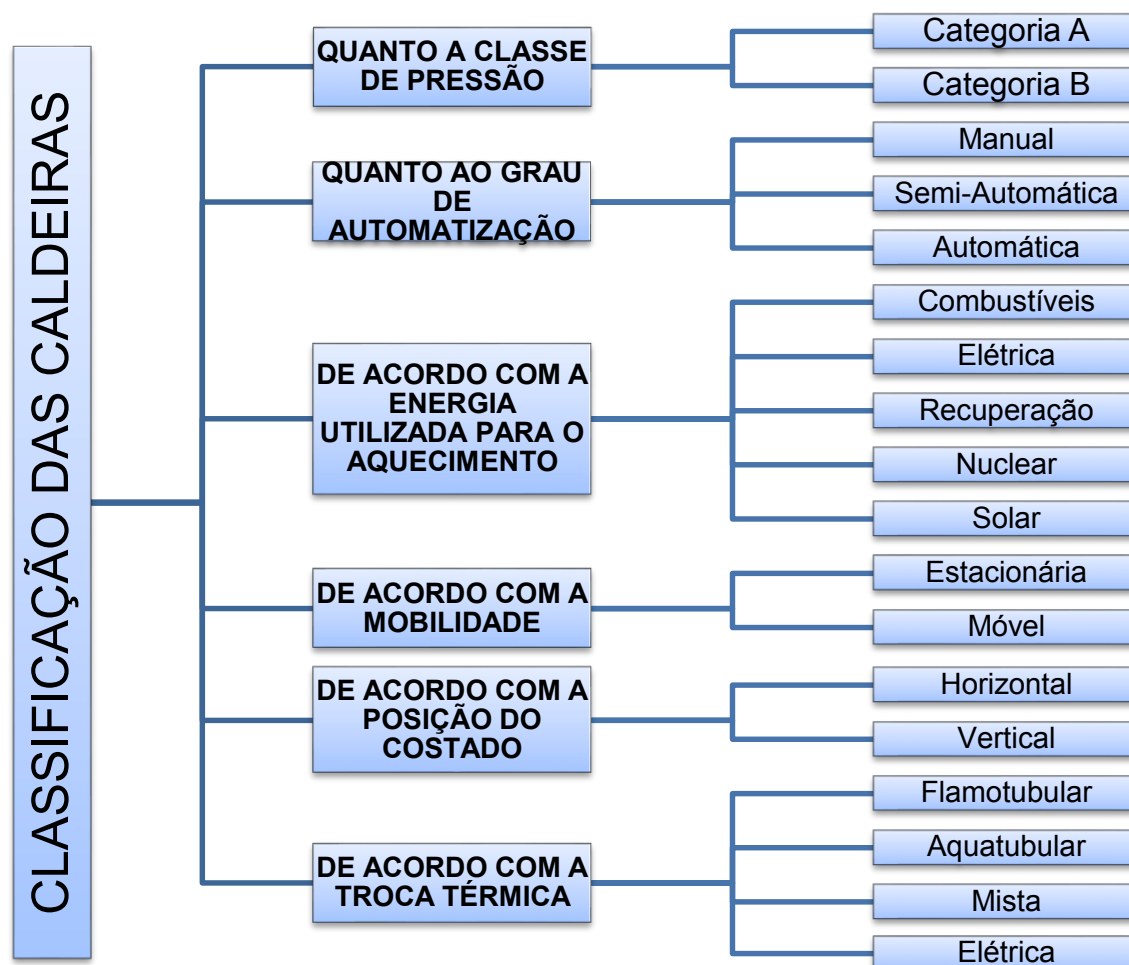 CLASSIFICAÇÃO DAS CALDEIRAS
QUANTO A CLASSE
DE PRESSÃO
Categoria A
Categoria B
QUANTO AO GRAU
DE
AUTOMATIZAÇÃO
Manual
Semi-Automática
Automática
DE ACORDO COM A
ENERGIA
UTILIZADA PARA O
AQUECIMENTO
Combustíveis
Elétrica
Recuperação
Nuclear
Solar
DE ACORDO COM A
MOBILIDADE
Estacionária
Móvel
DE ACORDO COM A
POSIÇÃO DO
COSTADO
Horizontal
Vertical
DE ACORDO COM A
TROCA TÉRMICA
Flamotubular
Aquatubular
Mista
Elétrica